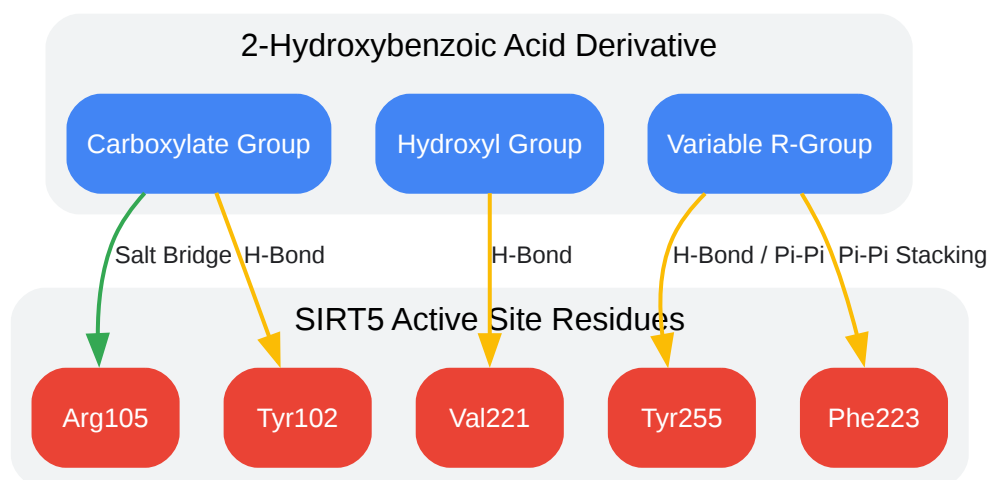 2-Hydroxybenzoic Acid Derivative
Carboxylate Group
Hydroxyl Group
Variable R-Group
Salt Bridge
H-Bond
H-Bond
H-Bond / Pi-Pi
Pi-Pi Stacking
SIRT5 Active Site Residues
Arg105
Tyr102
Val221
Tyr255
Phe223